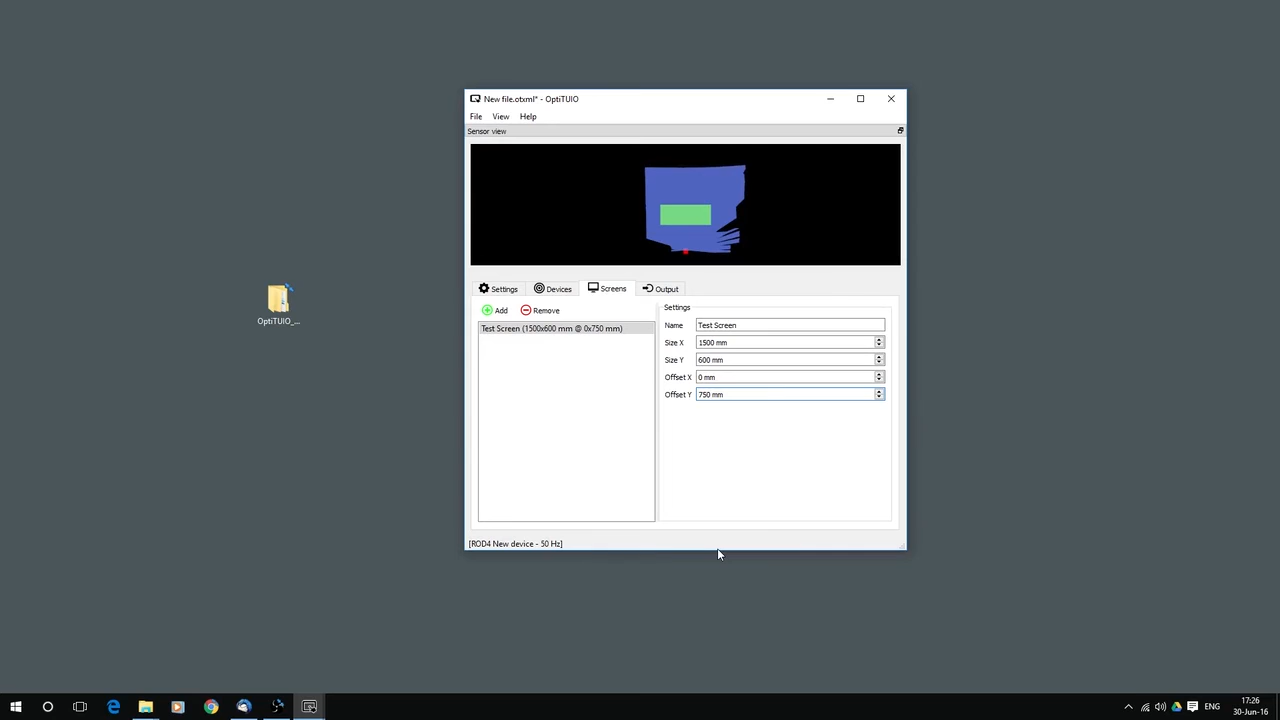 New file.otxml* - OptiTUIO
File View Help
Sensor view
Settings Devices Screens Output
Add Remove
Test Screen (1500x600 mm @ 0x750 mm)
Settings
Name Test Screen
Size X 1500 mm
Size Y 600 mm
Offset X 0 mm
Offset Y 750 mm
[ROD4 New device - 50 Hz]
OptiTUIO_...
ENG
17:26
30-Jun-16